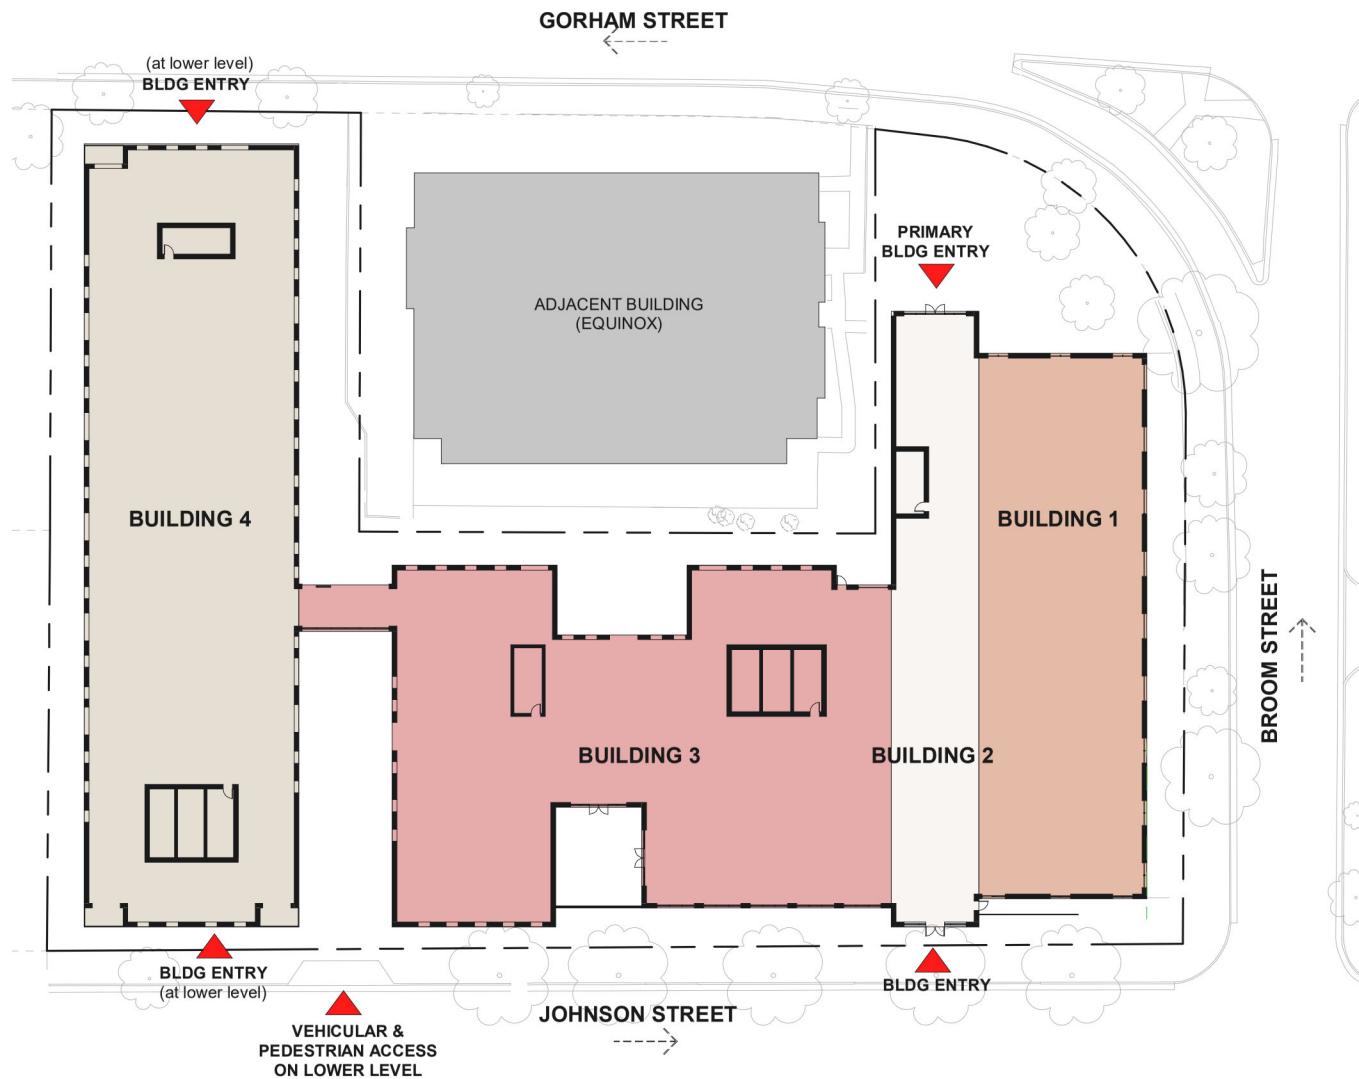 GORHAM STREET
(at lower level)
BLDG ENTRY
PRIMARY
BLDG ENTRY
ADJACENT BUILDING
(EQUINOX)
BUILDING 4
BUILDING 1
BROOM STREET
BUILDING 3
BUILDING 2
BLDG ENTRY
(at lower level)
BLDG ENTRY
JOHNSON STREET
VEHICULAR &
PEDESTRIAN ACCESS
ON LOWER LEVEL